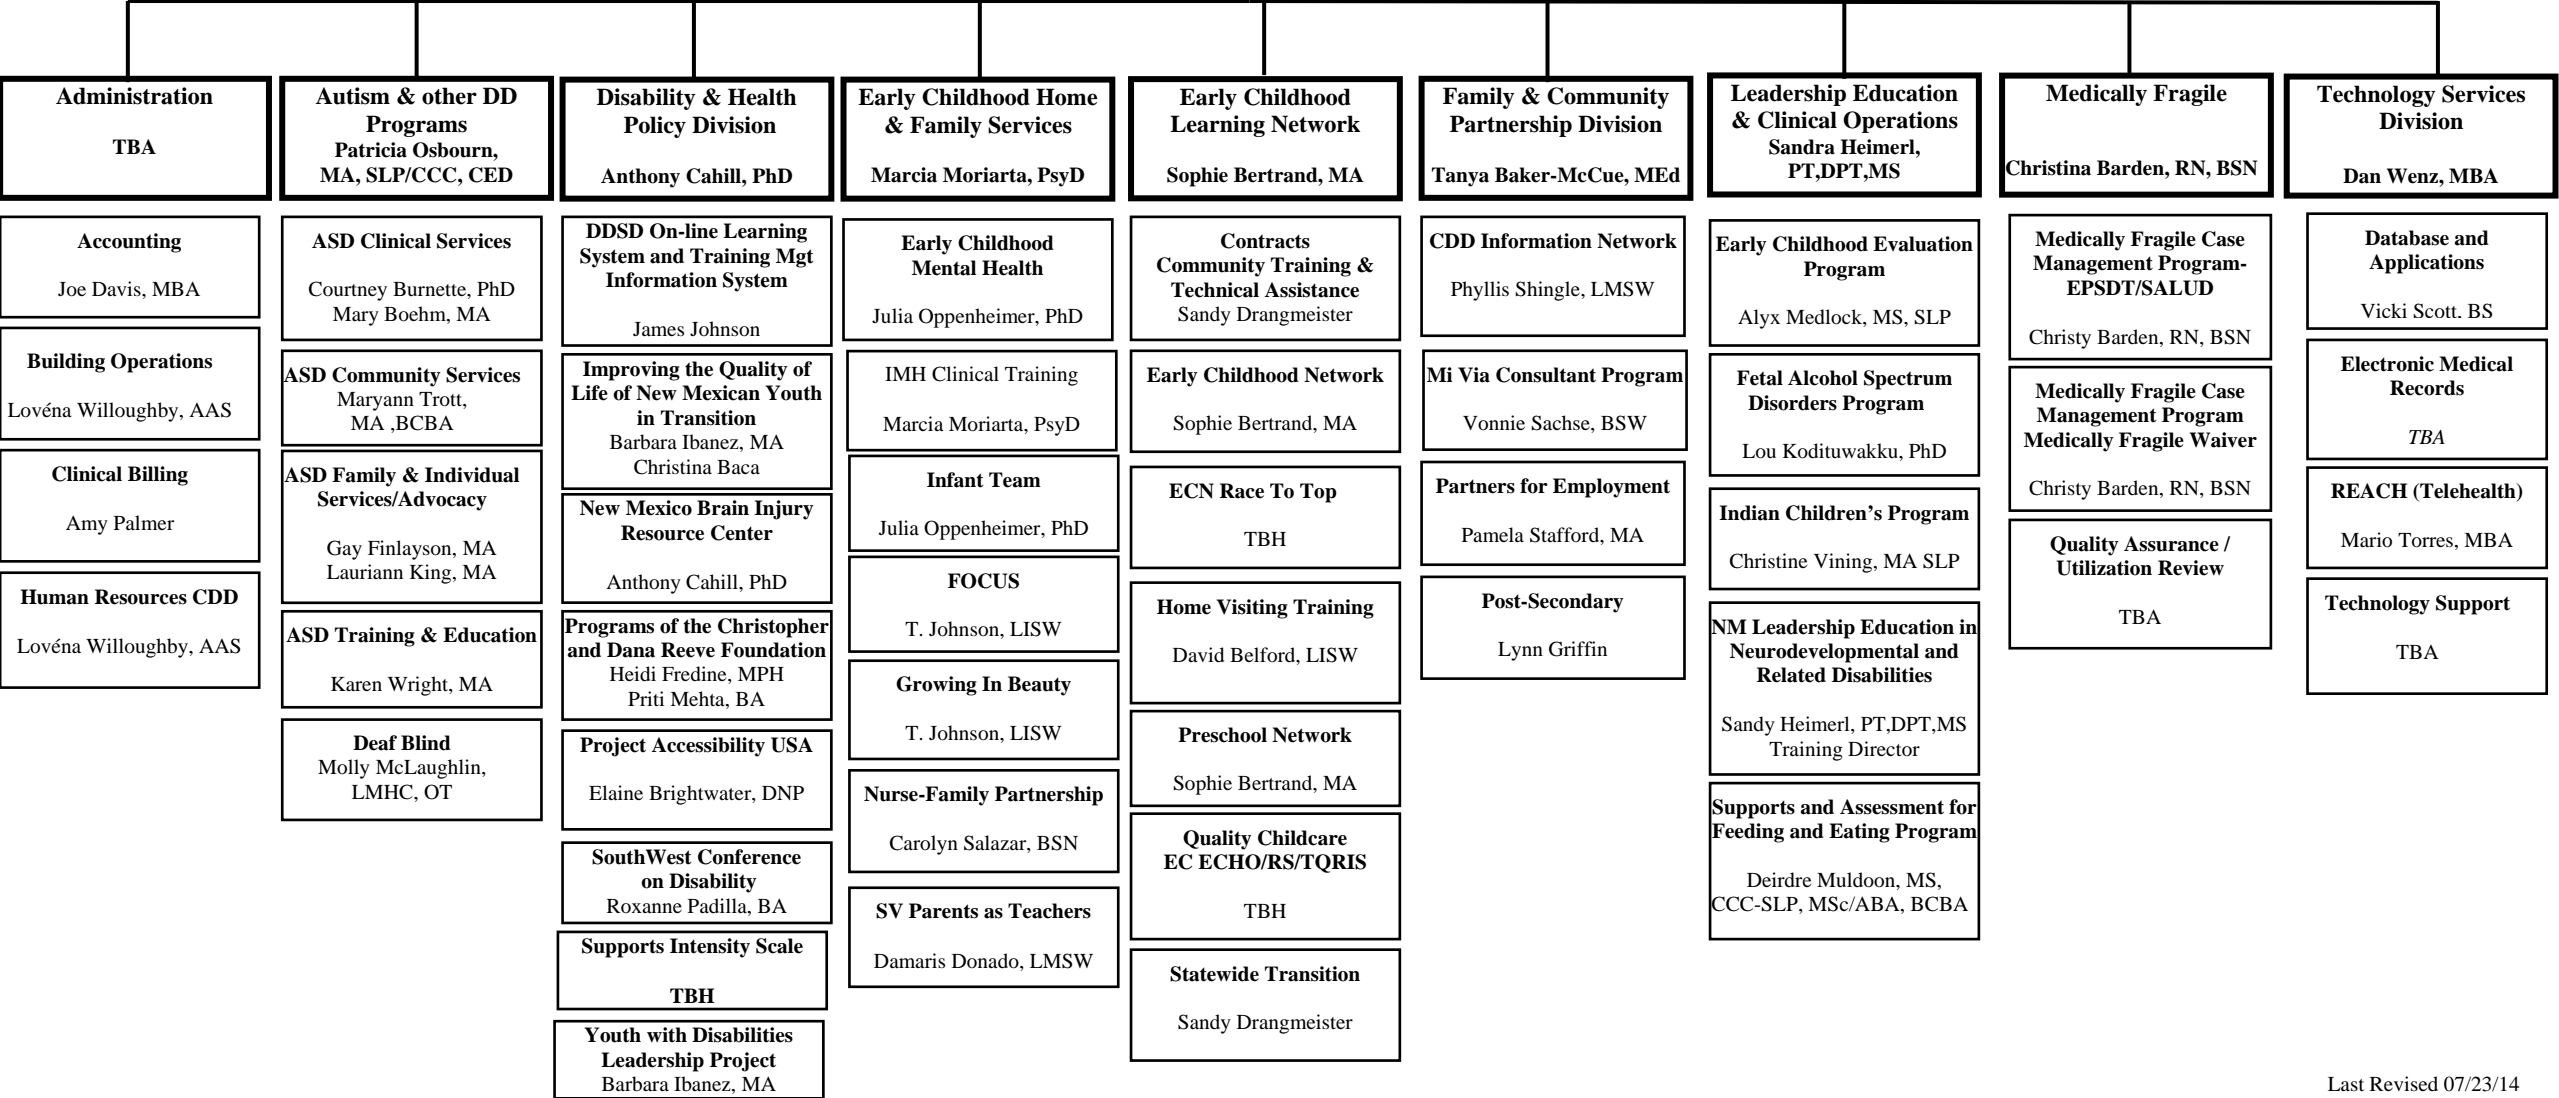 Administration
TBA
Accounting
Joe Davis, MBA
Building Operations
Lovéna Willoughby, AAS
Clinical Billing
Amy Palmer
Human Resources CDD
Lovéna Willoughby, AAS
Autism & other DD
Programs
Patricia Osbourn,
MA, SLP/CCC, CED
ASD Clinical Services
Courtney Burnette, PhD
Mary Boehm, MA
ASD Community Services
Maryann Trott,
MA ,BCBA
ASD Family & Individual
Services/Advocacy
Gay Finlayson, MA
Lauriann King, MA
ASD Training & Education
Karen Wright, MA
Deaf Blind
Molly McLaughlin,
LMHC, OT
Disability & Health
Policy Division
Anthony Cahill, PhD
DDSD On-line Learning
System and Training Mgt
Information System
James Johnson
Improving the Quality of
Life of New Mexican Youth
in Transition
Barbara Ibanez, MA
Christina Baca
New Mexico Brain Injury
Resource Center
Anthony Cahill, PhD
Programs of the Christopher
and Dana Reeve Foundation
Heidi Fredine, MPH
Priti Mehta, BA
Project Accessibility USA
Elaine Brightwater, DNP
SouthWest Conference
on Disability
Roxanne Padilla, BA
Supports Intensity Scale
TBH
Youth with Disabilities
Leadership Project
Barbara Ibanez, MA
Early Childhood Home
& Family Services
Marcia Moriarta, PsyD
Early Childhood
Mental Health
Julia Oppenheimer, PhD
IMH Clinical Training
Marcia Moriarta, PsyD
Infant Team
Julia Oppenheimer, PhD
FOCUS
T. Johnson, LISW
Growing In Beauty
T. Johnson, LISW
Nurse-Family Partnership
Carolyn Salazar, BSN
SV Parents as Teachers
Damaris Donado, LMSW
Early Childhood
Learning Network
Sophie Bertrand, MA
Contracts
Community Training &
Technical Assistance
Sandy Drangmeister
Early Childhood Network
Sophie Bertrand, MA
ECN Race To Top
TBH
Home Visiting Training
David Belford, LISW
Preschool Network
Sophie Bertrand, MA
Quality Childcare
EC ECHO/RS/TQRIS
TBH
Statewide Transition
Sandy Drangmeister
Family & Community
Partnership Division
Tanya Baker-McCue, MEd
CDD Information Network
Phyllis Shingle, LMSW
Mi Via Consultant Program
Vonnie Sachse, BSW
Partners for Employment
Pamela Stafford, MA
Post-Secondary
Lynn Griffin
Leadership Education
& Clinical Operations
Sandra Heimerl,
PT,DPT,MS
Early Childhood Evaluation
Program
Alyx Medlock, MS, SLP
Fetal Alcohol Spectrum
Disorders Program
Lou Kodituwakku, PhD
Indian Children’s Program
Christine Vining, MA SLP
NM Leadership Education in
Neurodevelopmental and
Related Disabilities
Sandy Heimerl, PT,DPT,MS
Training Director
Supports and Assessment for
Feeding and Eating Program
Deirdre Muldoon, MS,
CCC-SLP, MSc/ABA, BCBA
Medically Fragile
Christina Barden, RN, BSN
Medically Fragile Case
Management Program-
EPSDT/SALUD
Christy Barden, RN, BSN
Medically Fragile Case
Management Program
Medically Fragile Waiver
Christy Barden, RN, BSN
Quality Assurance /
Utilization Review
TBA
Technology Services
Division
Dan Wenz, MBA
Database and
Applications
Vicki Scott. BS
Electronic Medical
Records
TBA
REACH (Telehealth)
Mario Torres, MBA
Technology Support
TBA
Last Revised 07/23/14